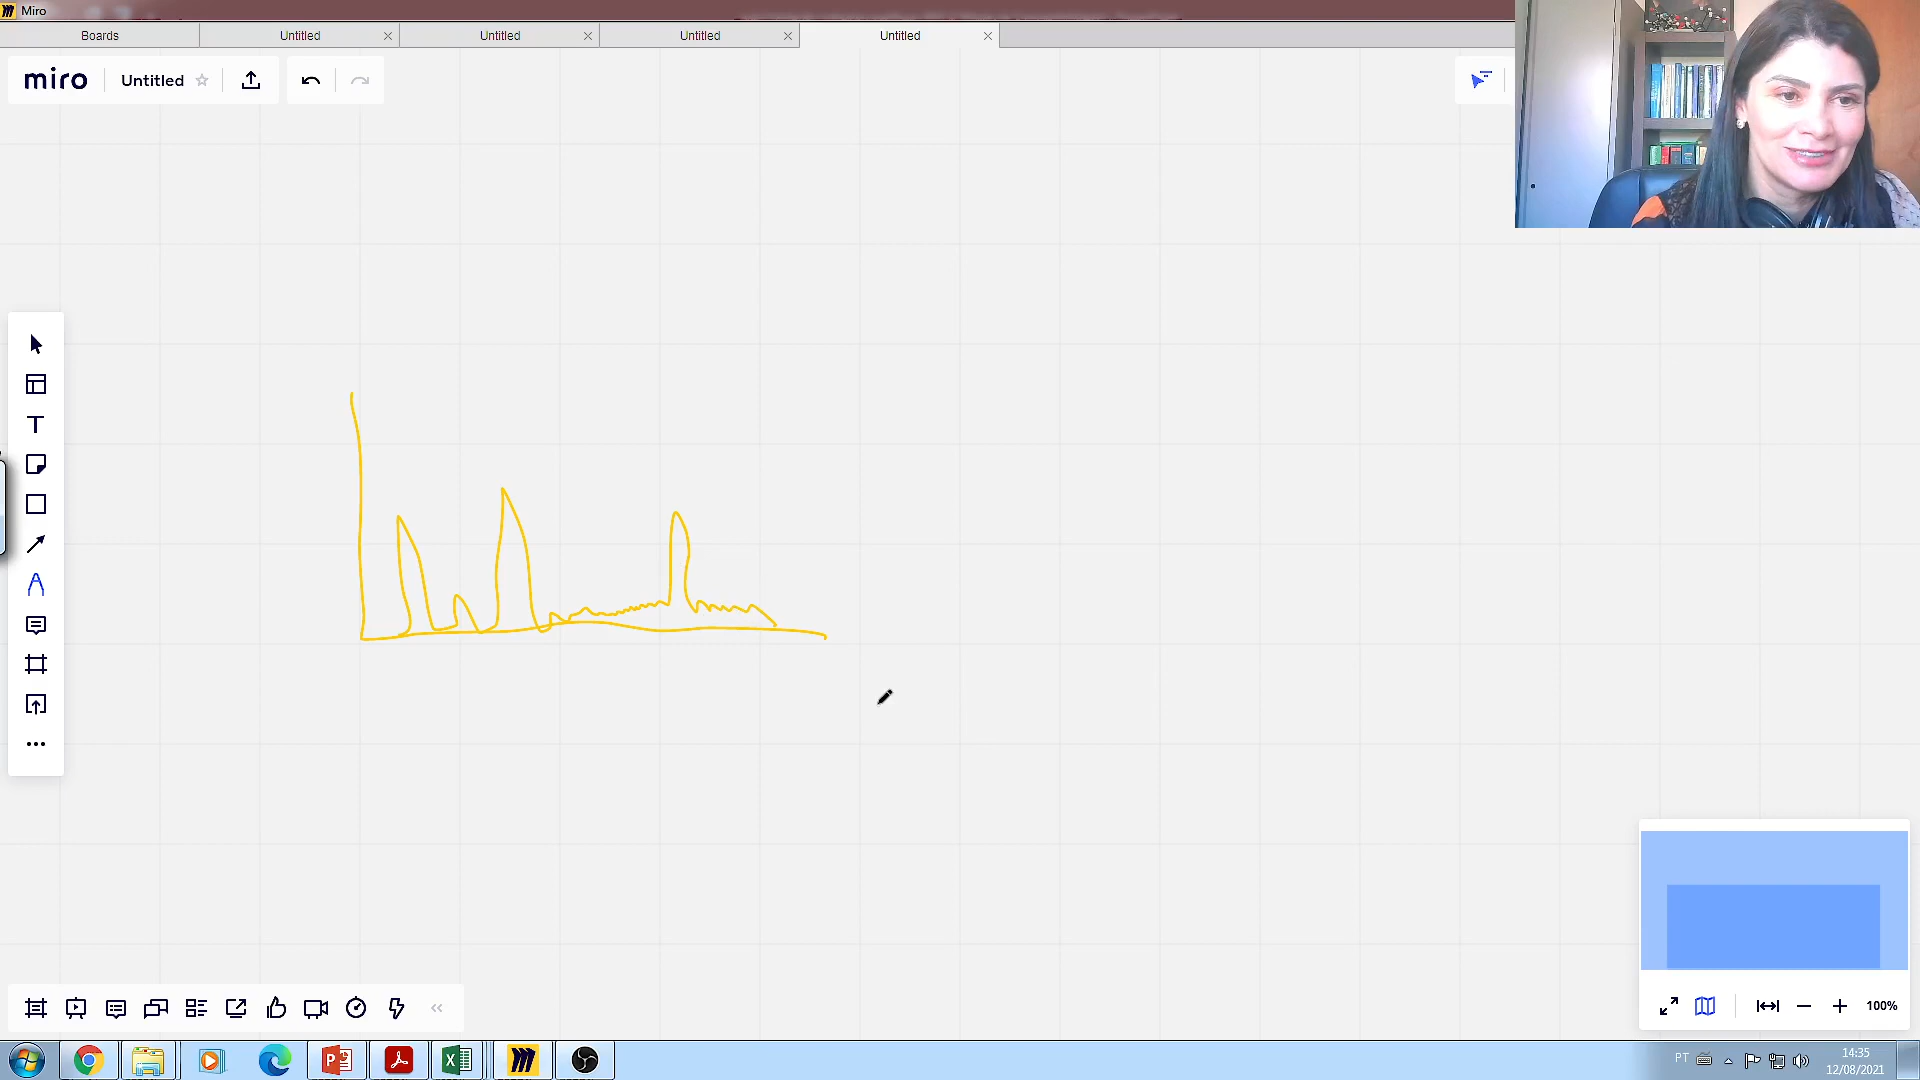 Miro
Boards
Untitled
Untitled
Untitled
Untitled
miro
Untitled
100%
PT
14:35
12/08/2021